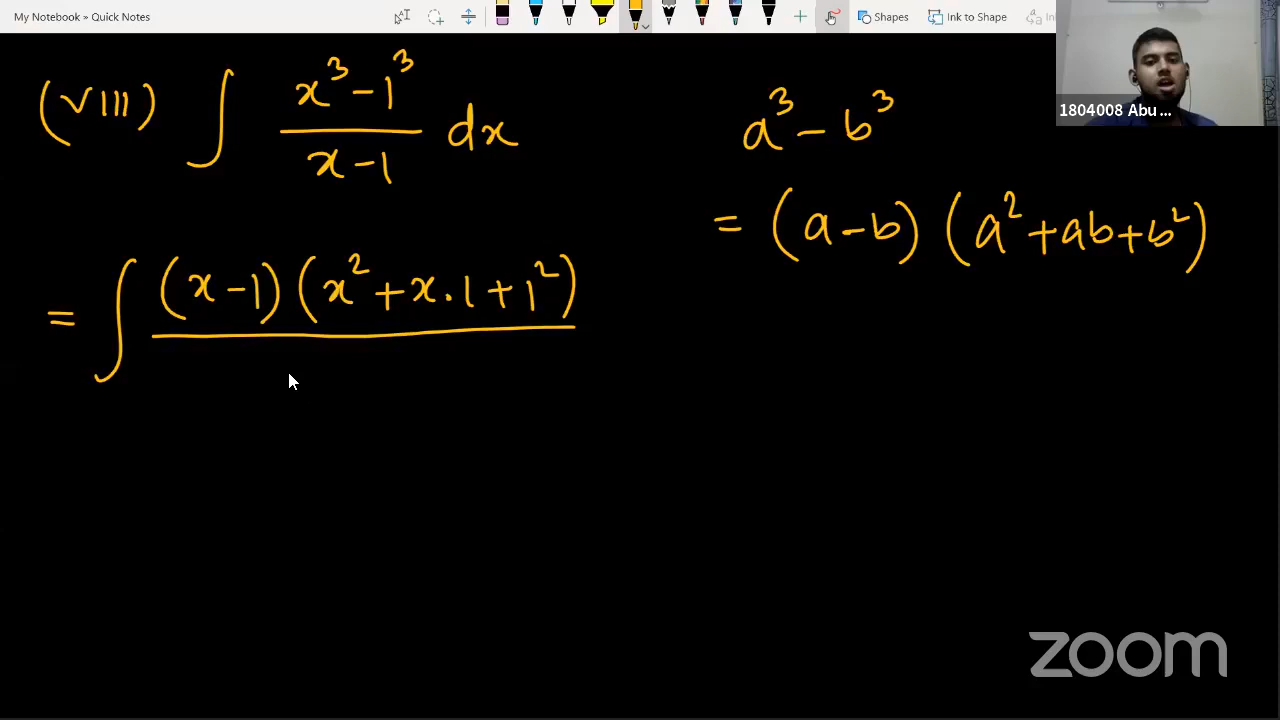 My Notebook » Quick Notes
Shapes
Ink to Shape
1804008 Abu ...
(VIII) ∫ (x³ - 1³)/(x - 1) dx
= ∫ (x - 1)(x² + x.1 + 1²)
a³ - b³
= (a - b) (a² + ab + b²)
zoom